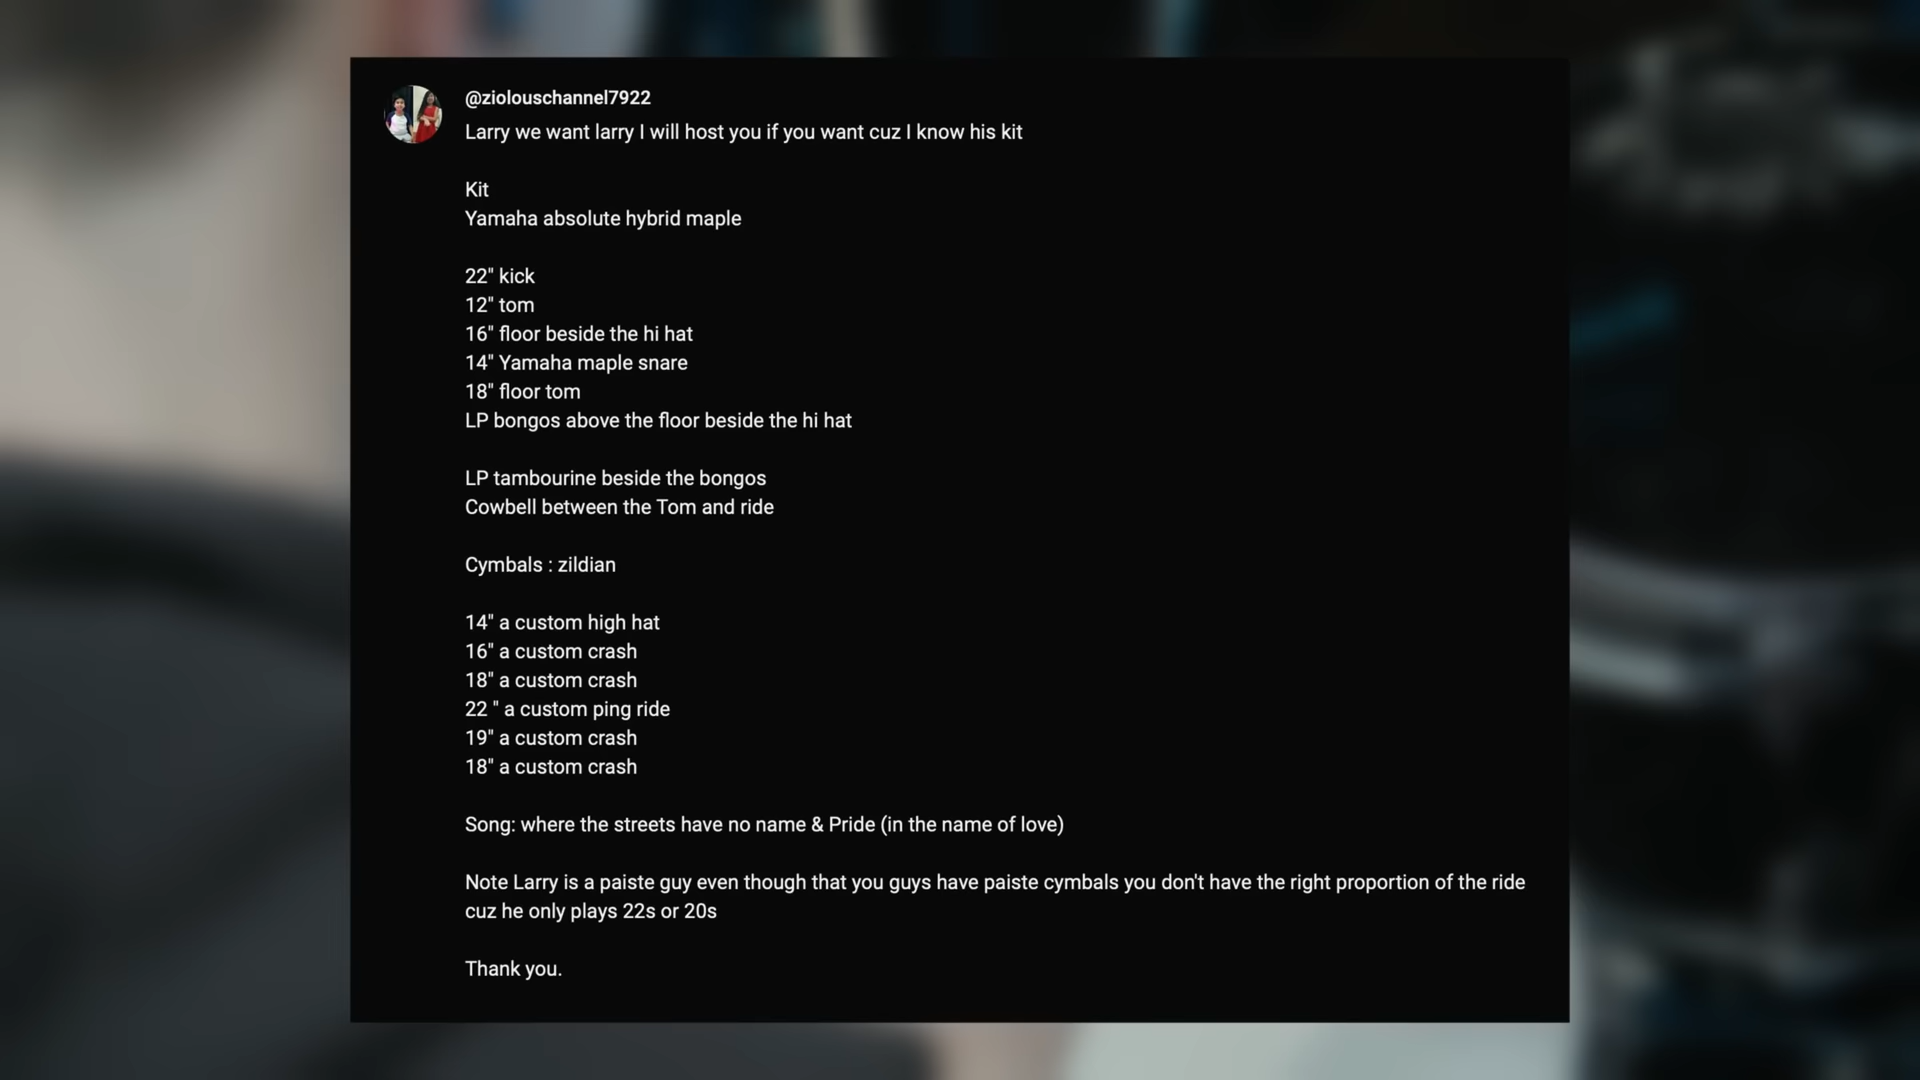 @ziolouschannel7922
Larry we want larry I will host you if you want cuz I know his kit
Kit
Yamaha absolute hybrid maple
22" kick
12" tom
16" floor beside the hi hat
14" Yamaha maple snare
18" floor tom
LP bongos above the floor beside the hi hat
LP tambourine beside the bongos
Cowbell between the Tom and ride
Cymbals : zildian
14" a custom high hat
16" a custom crash
18" a custom crash
22 " a custom ping ride
19" a custom crash
18" a custom crash
Song: where the streets have no name & Pride (in the name of love)
Note Larry is a paiste guy even though that you guys have paiste cymbals you don't have the right proportion of the ride
cuz he only plays 22s or 20s
Thank you.